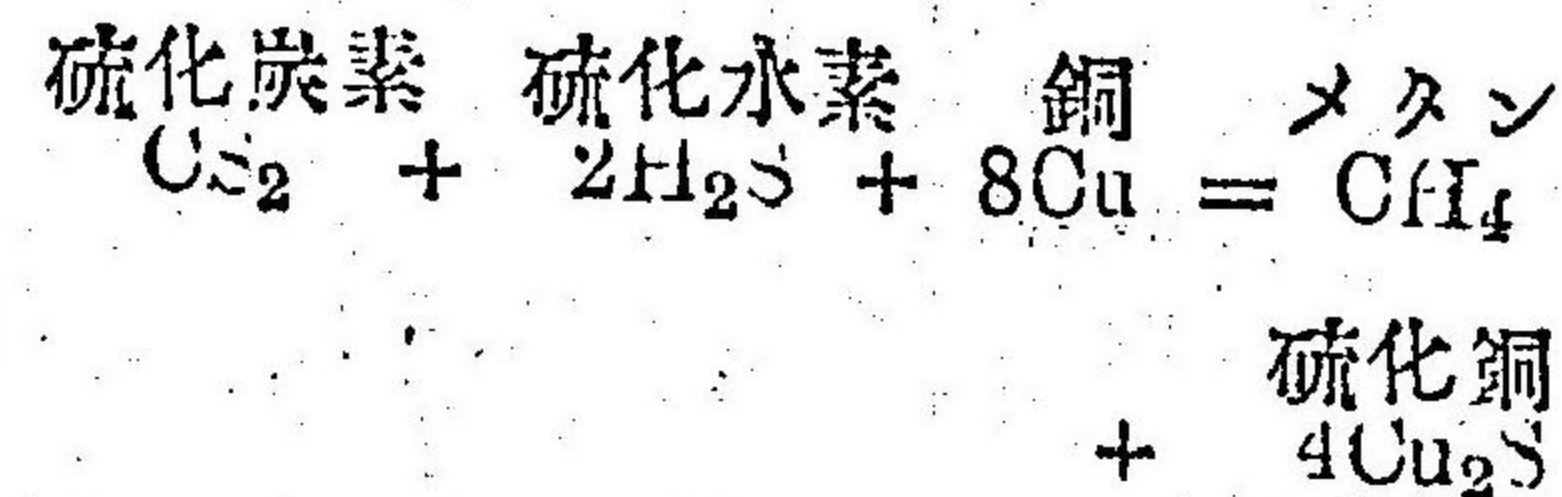 硫化炭素 硫化水素 銅 メタン
CS₂ + 2H₂S + 8Cu = CH₄
硫化銅
+ 4Cu₂S